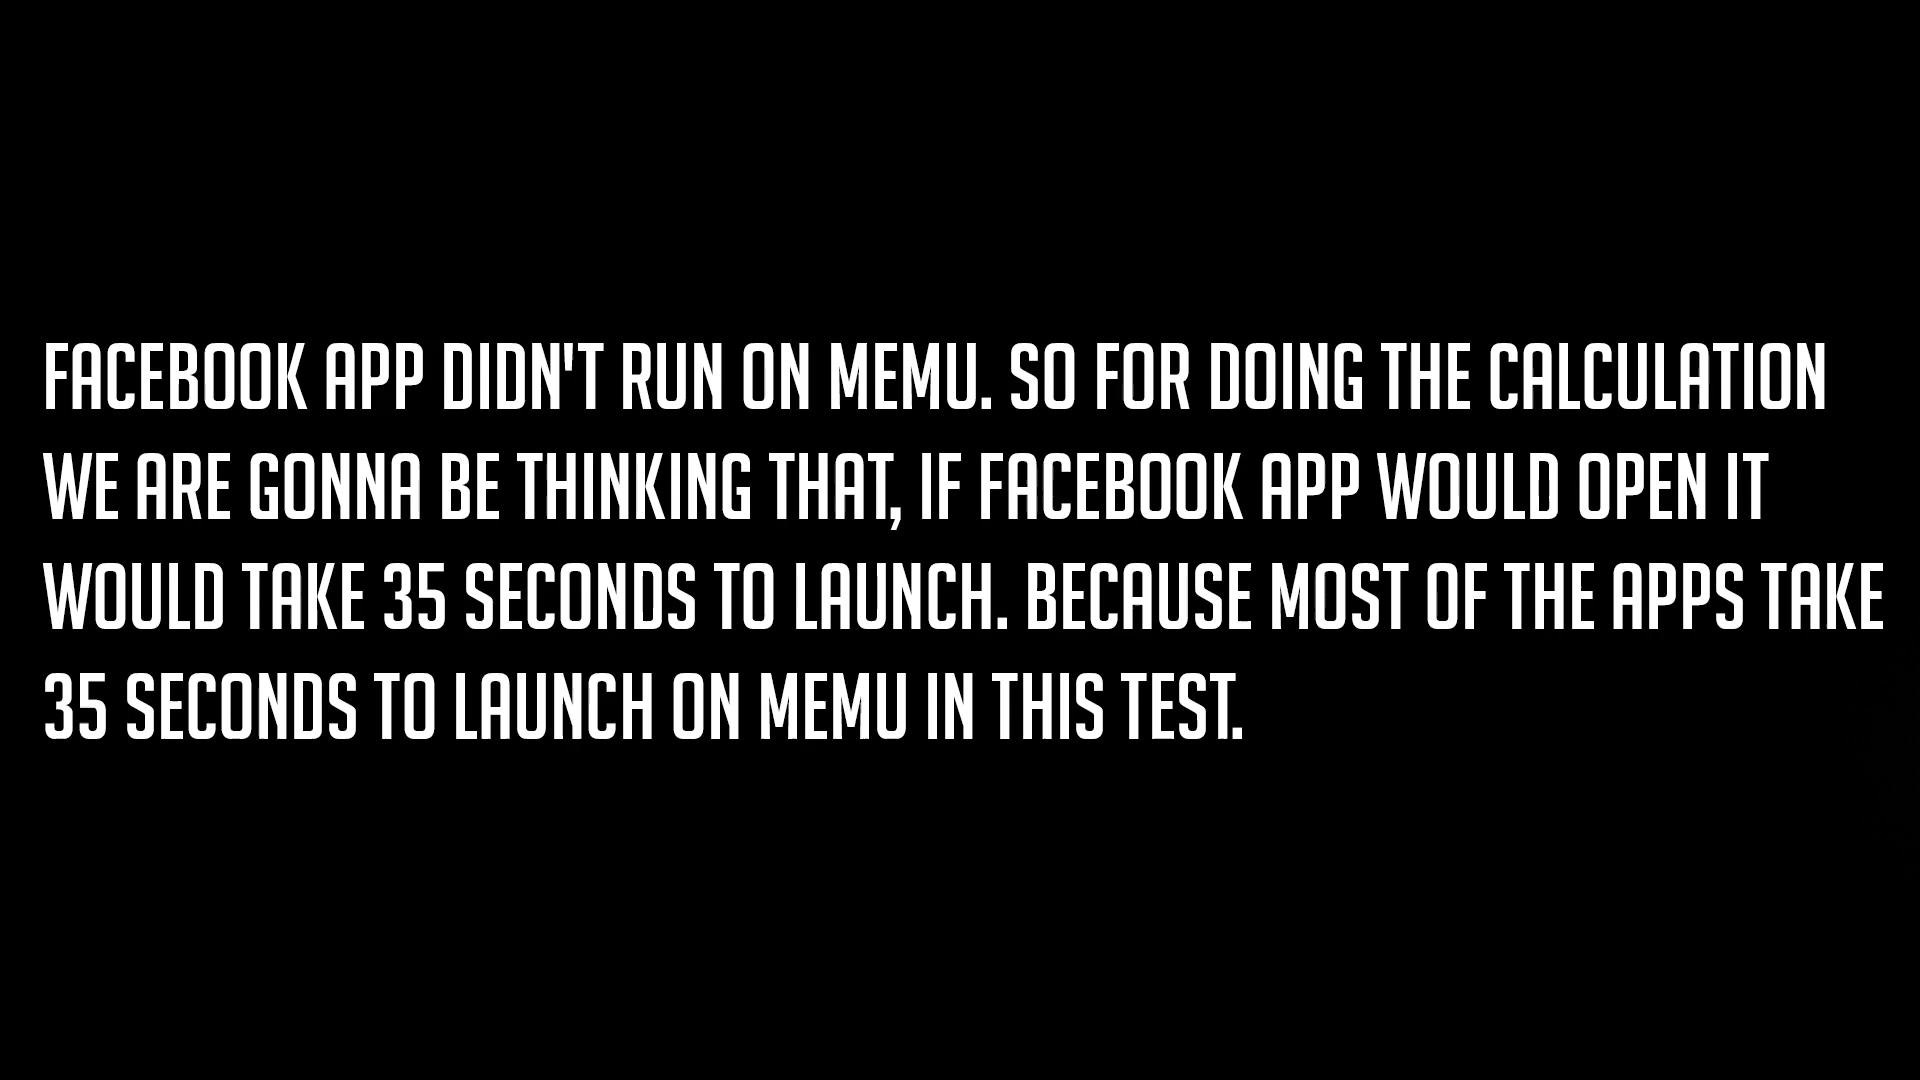 FACEBOOK APP DIDN'T RUN ON MEMU. SO FOR DOING THE CALCULATION
WE ARE GONNA BE THINKING THAT, IF FACEBOOK APP WOULD OPEN IT
WOULD TAKE 35 SECONDS TO LAUNCH. BECAUSE MOST OF THE APPS TAKE
35 SECONDS TO LAUNCH ON MEMU IN THIS TEST.